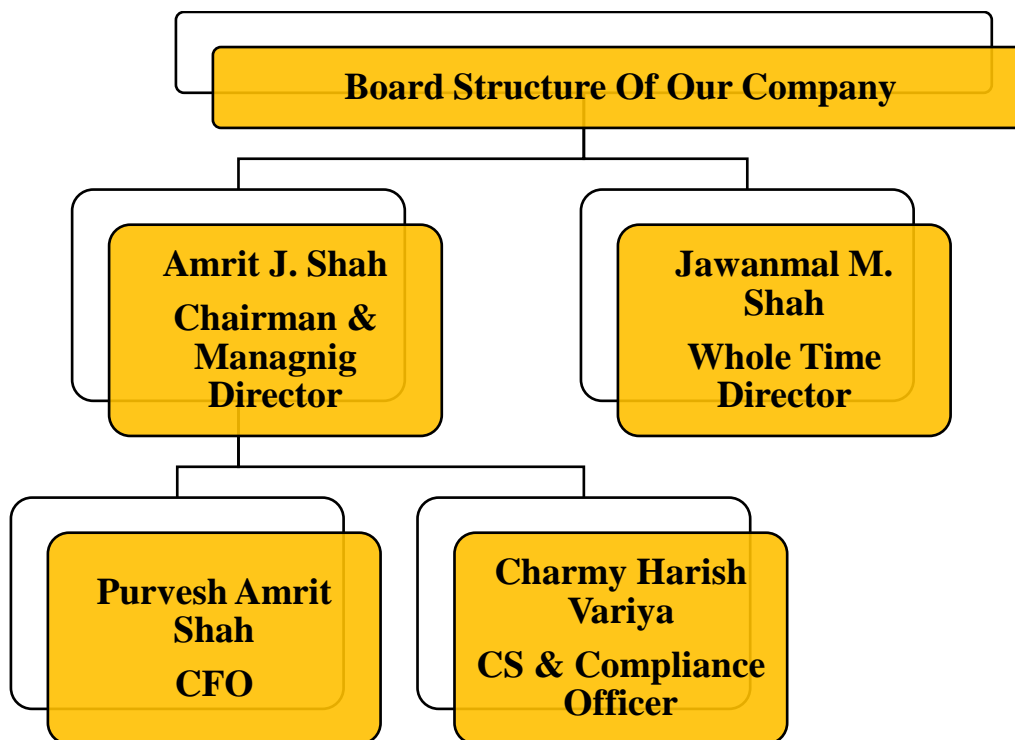 Board Structure Of Our Company
Amrit J. Shah
Chairman &
Managnig
Director
Jawanmal M.
Shah
Whole Time
Director
Purvesh Amrit
Shah
CFO
Charmy Harish
Variya
CS & Compliance
Officer